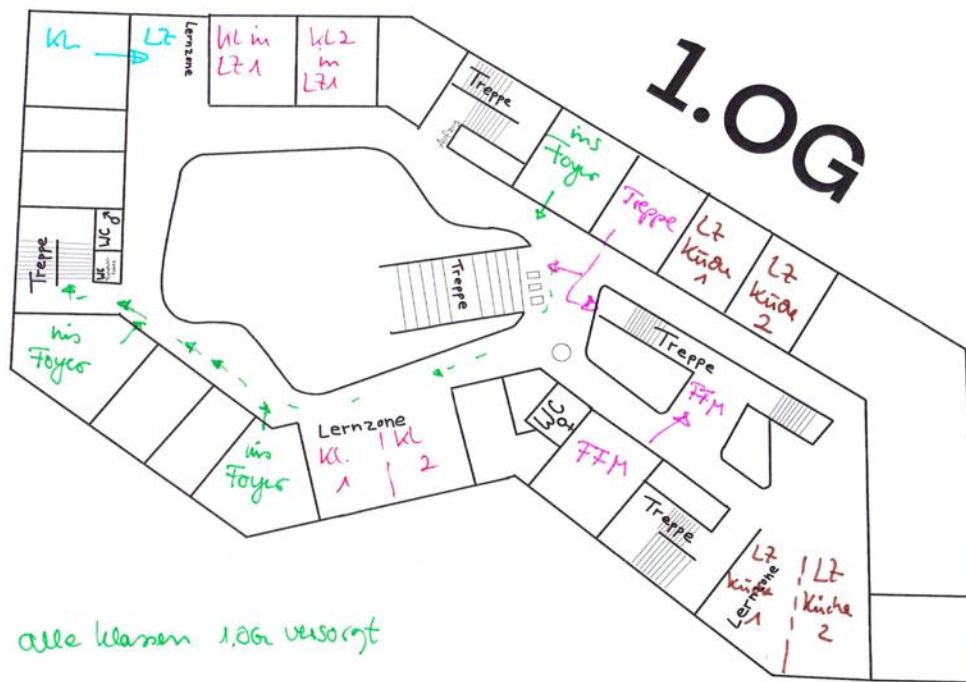 1.OG
KL.
LZ
Lernzone
KL in
LZ1
KL2
in
LZ1
Treppe
ins
Foyer
Treppe
LZ
Küche
1
LZ
Küche
2
WC
WC
Treppe
Treppe
Treppe
ins
Foyer
ins
Foyer
Lernzone
Kl.
1
KL
2
WC
FFM
FFM
Treppe
LZ
Küche
1
Lernzone
LZ
Küche
2
alle Klassen 1.OG versorgt